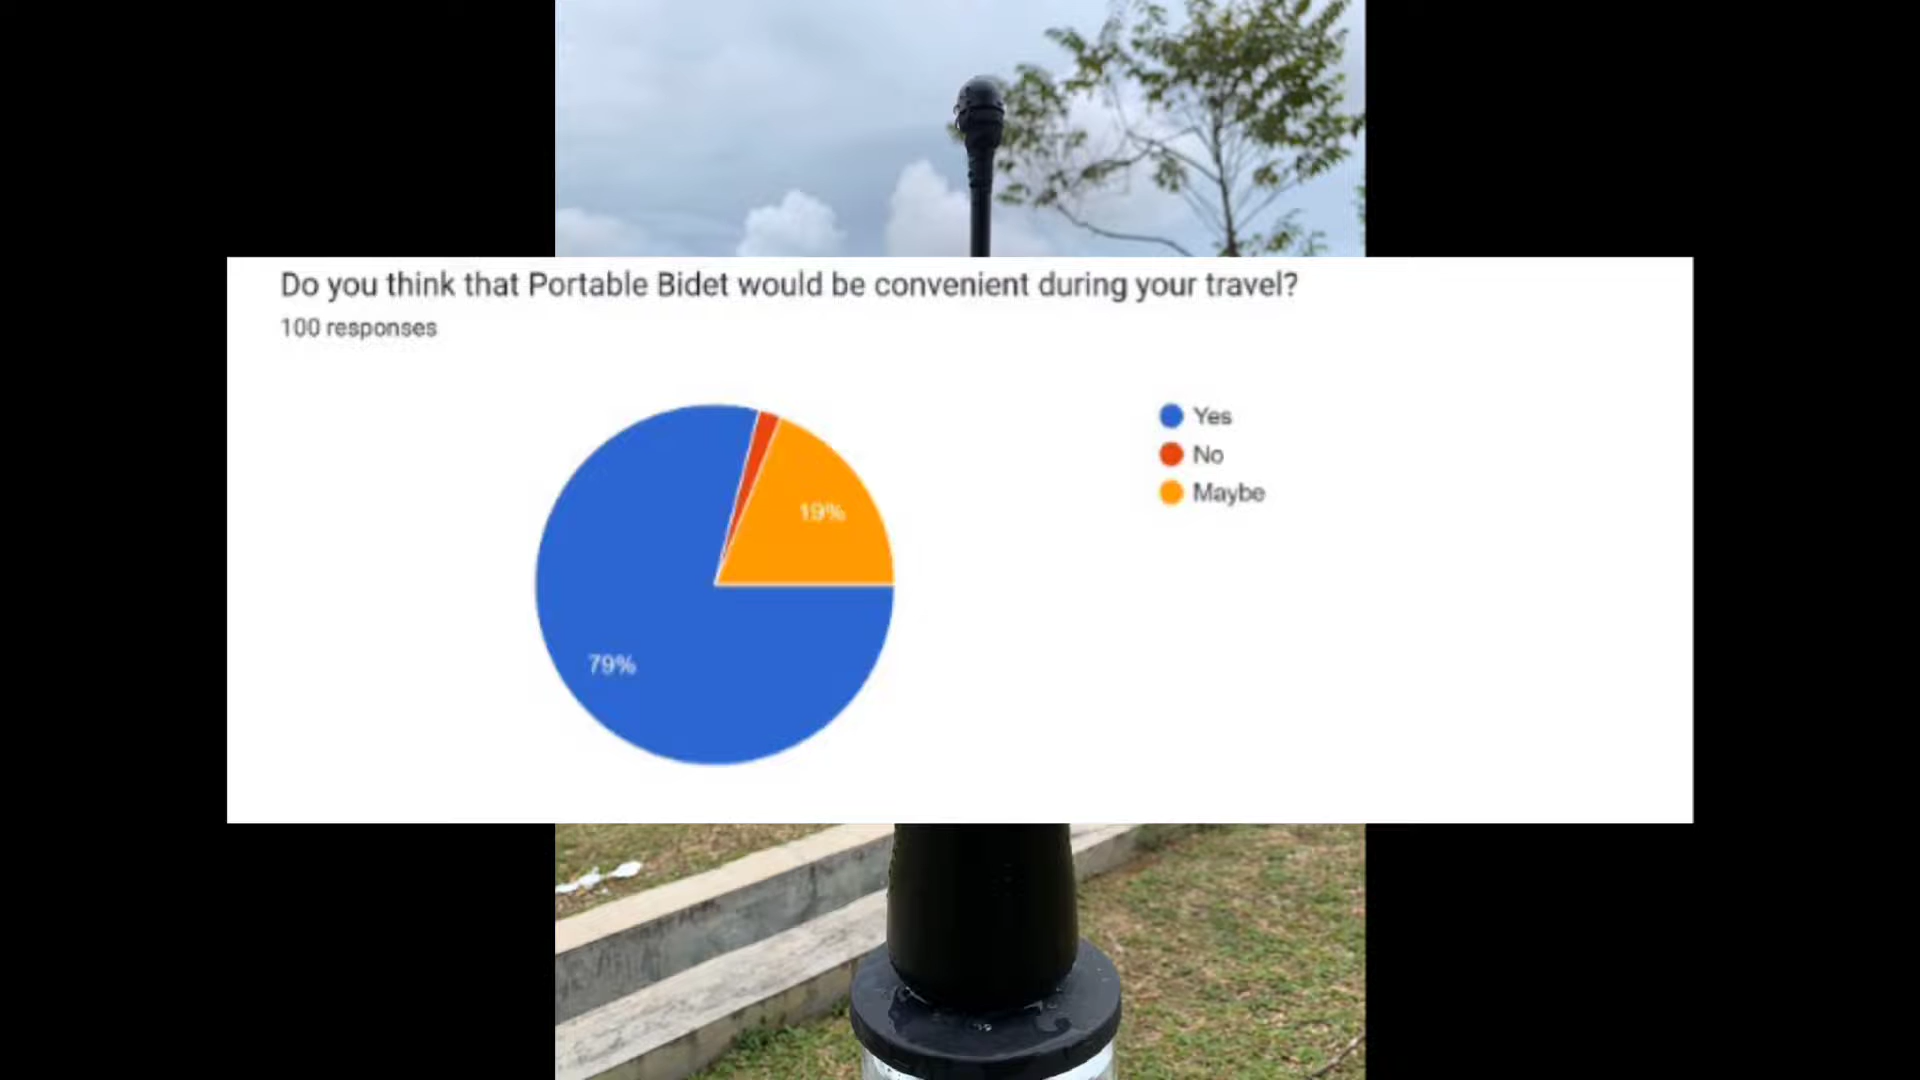 Do you think that Portable Bidet would be convenient during your travel?
100 responses
Yes
No
Maybe
19%
79%